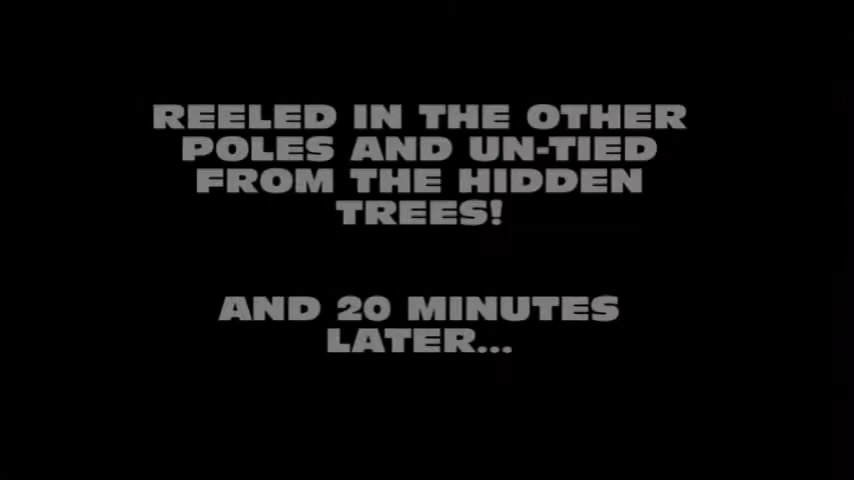 REELED IN THE OTHER
POLES AND UN-TIED
FROM THE HIDDEN
TREES!
AND 20 MINUTES
LATER...